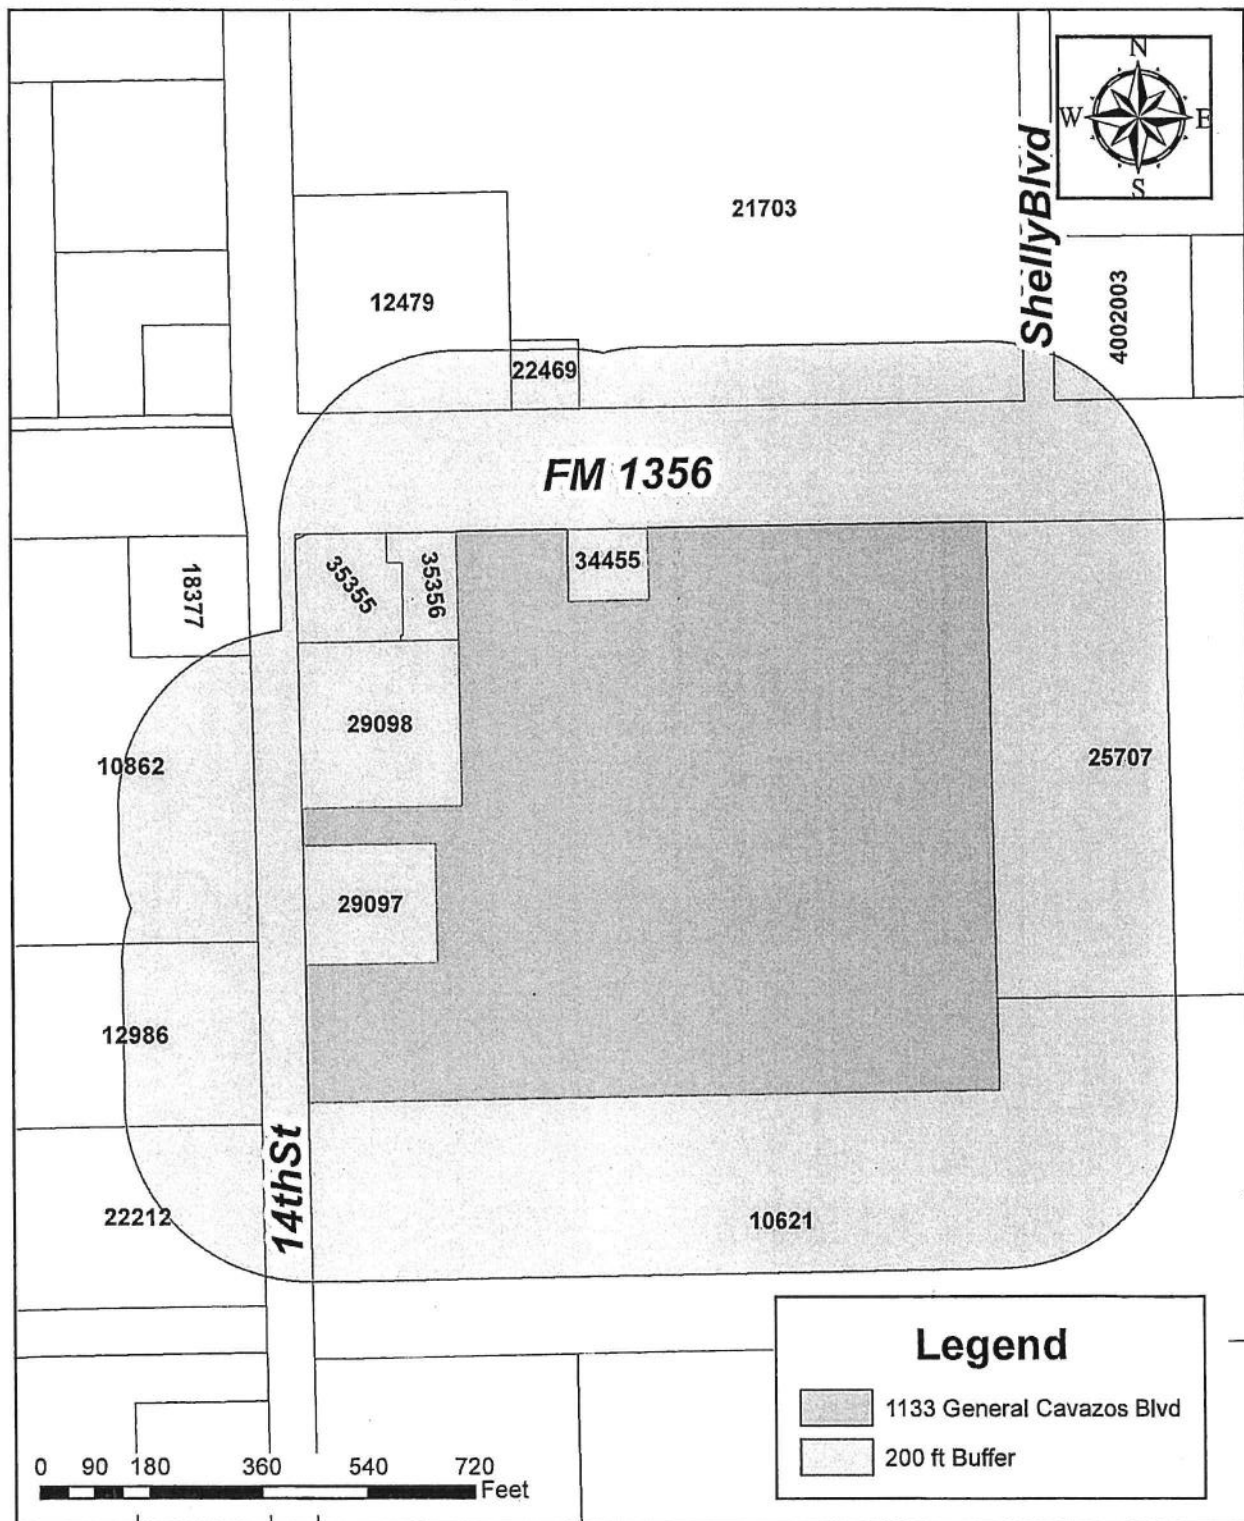 N
W E
S
ShellyBlvd
21703
12479
4002003
22469
FM 1356
34455
35355
35356
18377
29098
10862
25707
29097
12986
14thSt
22212
10621
Legend
1133 General Cavazos Blvd
200 ft Buffer
0 90 180 360 540 720
Feet